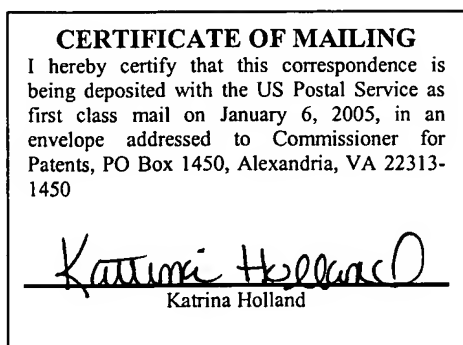 CERTIFICATE OF MAILING
I hereby certify that this correspondence is
being deposited with the US Postal Service as
first class mail on January 6, 2005, in an
envelope addressed to Commissioner for
Patents, PO Box 1450, Alexandria, VA 22313-
1450
Katrina Holland
Katrina Holland